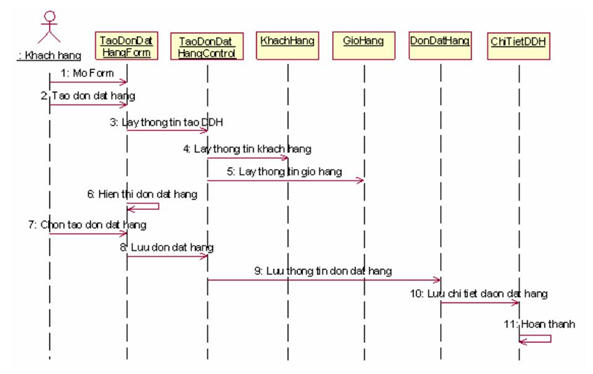 : Khach hang
TaoDonDat
HangForm
TaoDonDat
HangControl
KhachHang
GioHang
DonDatHang
ChiTietDDH
1: Mo Form
2: Tao don dat hang
3: Lay thong tin tao DDH
4: Lay thong tin khach hang
5: Lay thong tin gio hang
6: Hien thi don dat hang
7: Chon tao don dat hang
8: Luu don dat hang
9: Luu thong tin don dat hang
10: Luu chi tiet daon dat hang
11: Hoan thanh